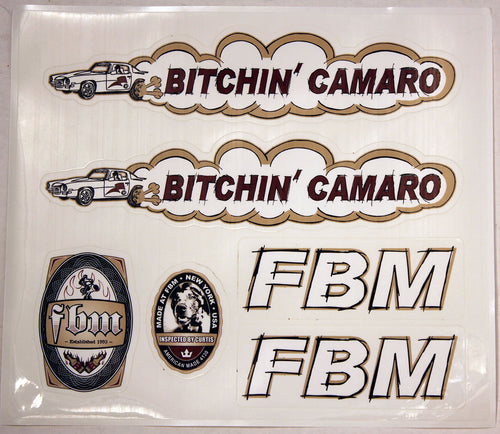 BITCHIN' CAMARO
BITCHIN' CAMARO
fbm
Established 1993
MADE AT FBM • NEW YORK • USA
INSPECTED BY CURTIS
AMERICAN MADE 4130
FBM
FBM